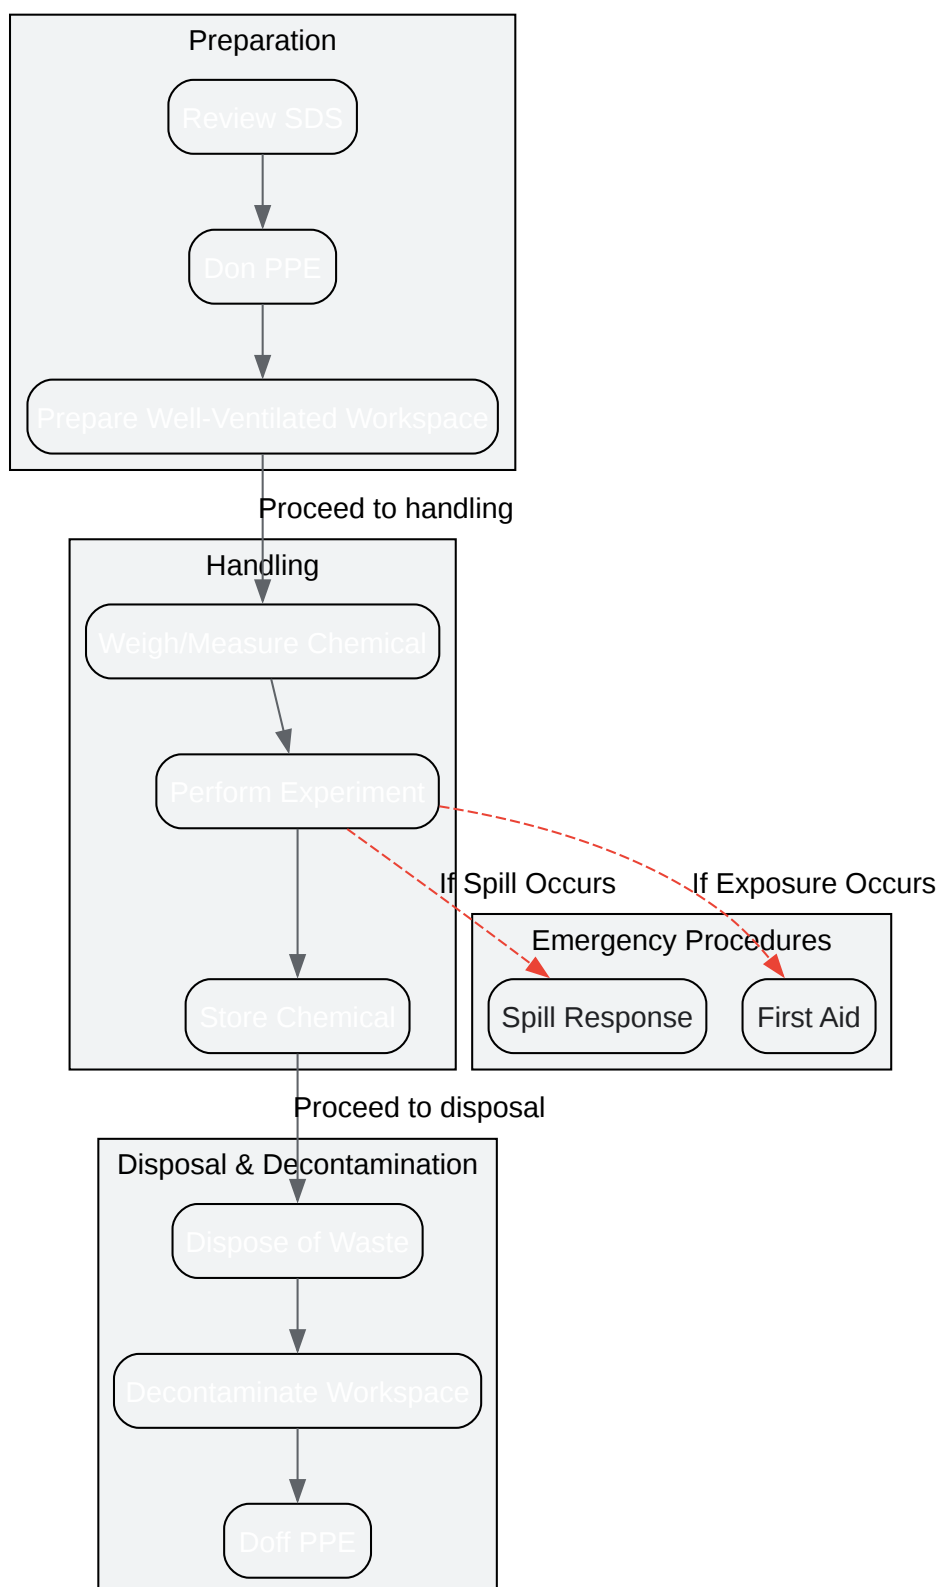 Preparation
Review SDS
Don PPE
Prepare Well-Ventilated Workspace
Proceed to handling
Handling
Weigh/Measure Chemical
Perform Experiment
If Spill Occurs
If Exposure Occurs
Emergency Procedures
Store Chemical
Spill Response
First Aid
Proceed to disposal
Disposal & Decontamination
Dispose of Waste
Decontaminate Workspace
Doff PPE